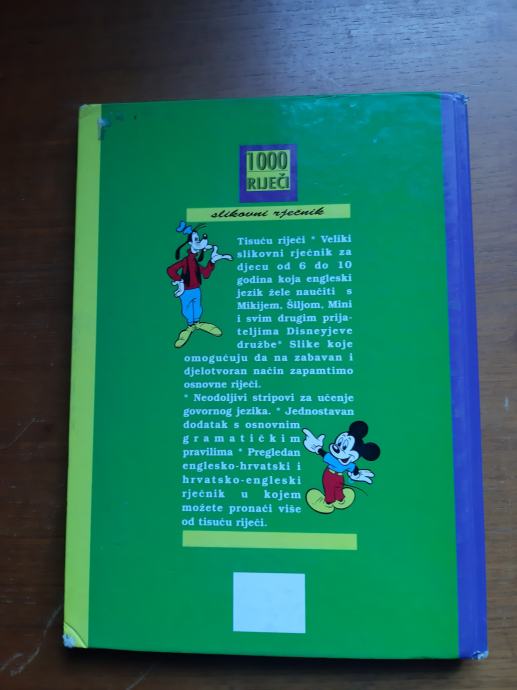 1000
RIJEČI
slikovni rječnik
Tisuću riječi * Veliki
slikovni rječnik za
djecu od 6 do 10
godina koja engleski
jezik žele naučiti s
Mikijem, Šiljom, Mini
i svim drugim prija-
teljima Disneyjeve
družbe* Slike koje
omogućuju da na zabavan i
djelotvoran način zapamtimo
osnovne riječi.
* Neodoljivi stripovi za učenje
govornog jezika. * Jednostavan
dodatak s osnovnim
gramatičkim
pravilima * Pregledan
englesko-hrvatski i
hrvatsko-engleski
rječnik u kojem
možete pronaći više
od tisuću riječi.